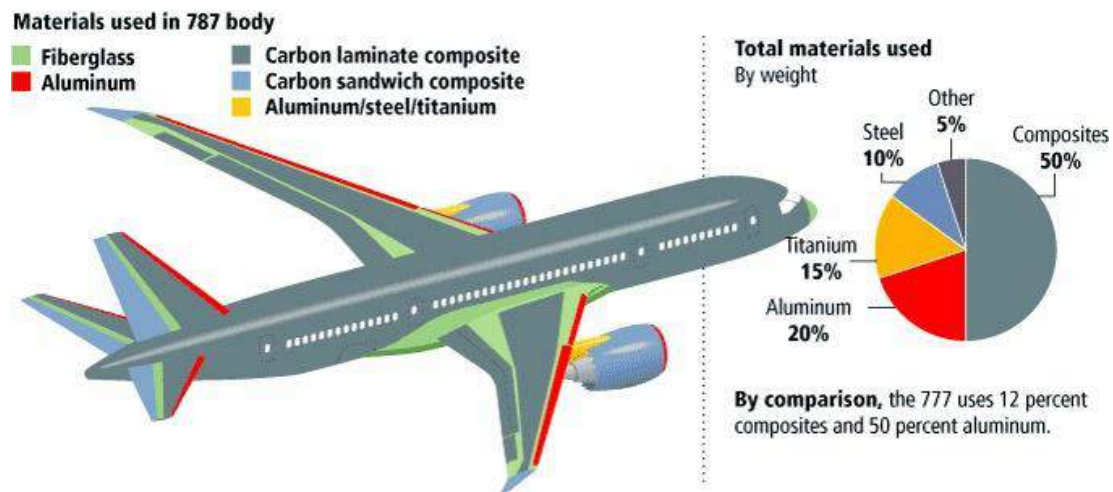 Materials used in 787 body
Fiberglass
Aluminum
Carbon laminate composite
Carbon sandwich composite
Aluminum/steel/titanium
Total materials used
By weight
Other
5%
Steel
10%
Composites
50%
Titanium
15%
Aluminum
20%
By comparison, the 777 uses 12 percent
composites and 50 percent aluminum.